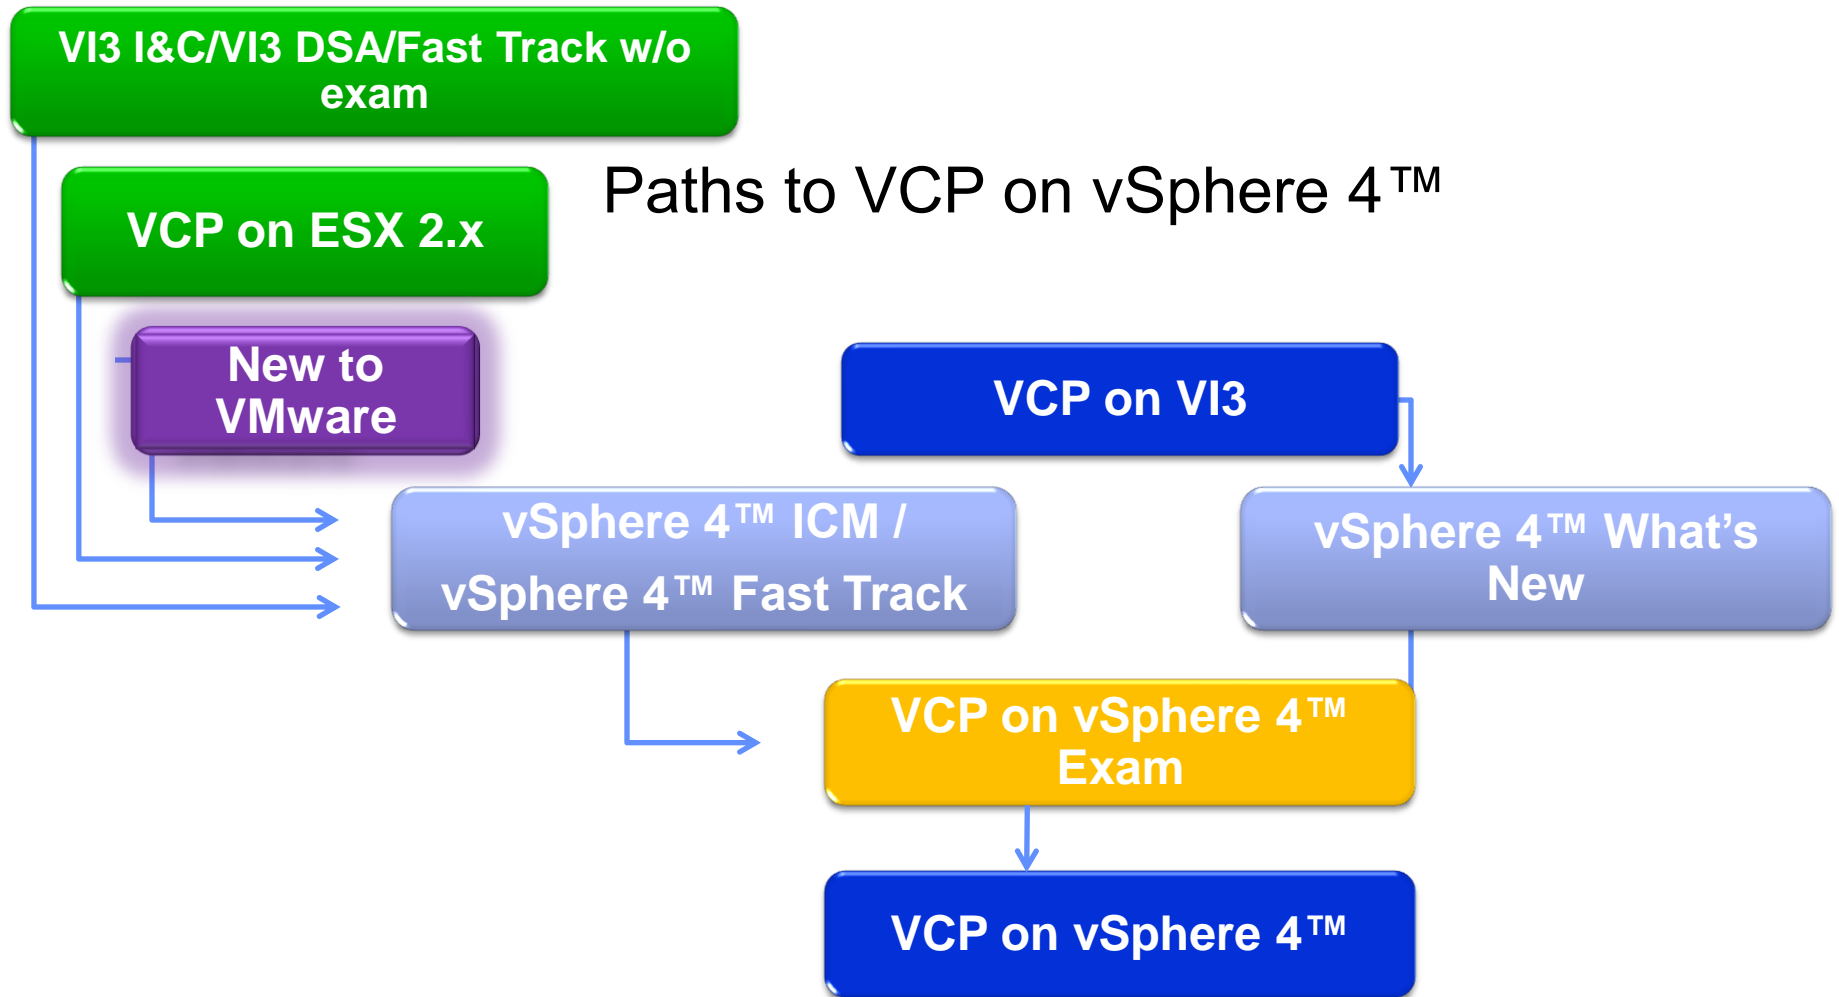 VI3 I&C/VI3 DSA/Fast Track w/o
exam
Paths to VCP on vSphere 4™
VCP on ESX 2.x
New to
VMware
VCP on VI3
vSphere 4™ ICM /
vSphere 4™ Fast Track
vSphere 4™ What’s
New
VCP on vSphere 4™
Exam
VCP on vSphere 4™